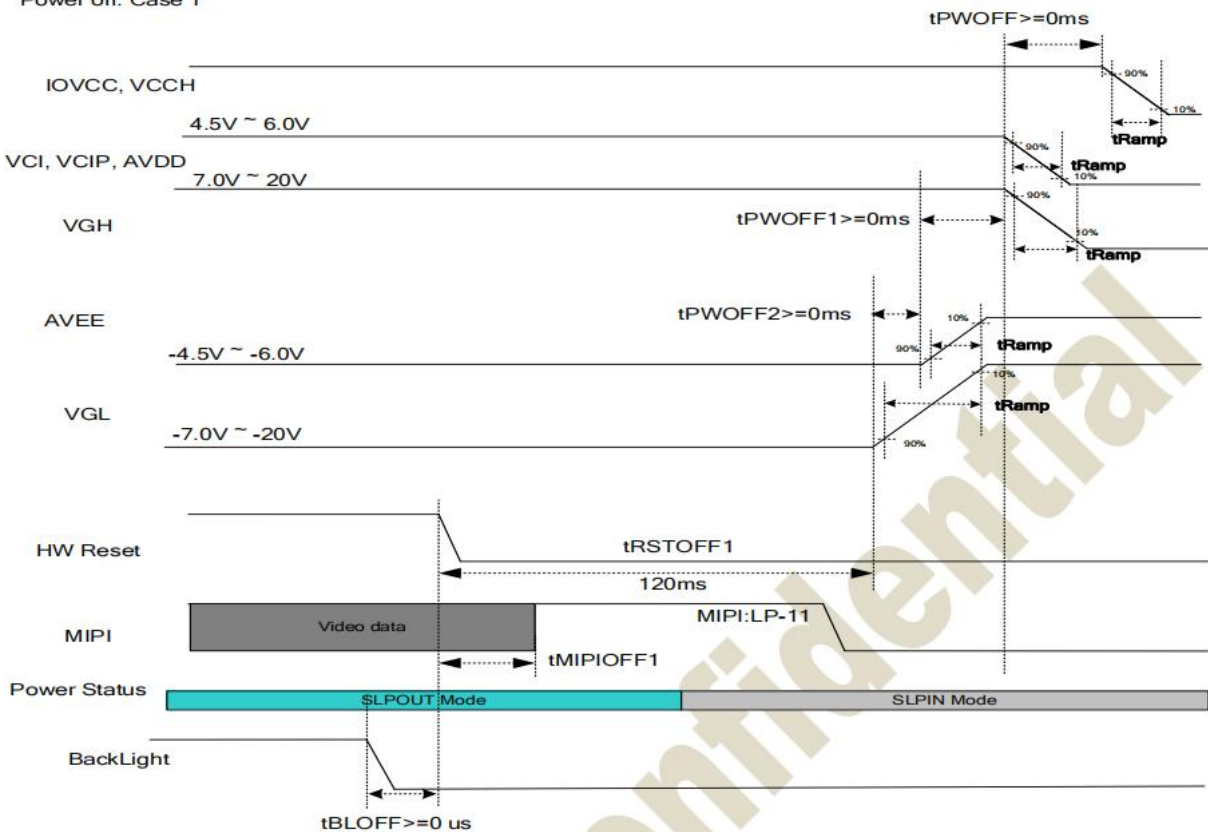 Power off: Case 1
tPWOFF>=0ms
IOVCC, VCCH
90%
10%
tRamp
4.5V ~ 6.0V
VCI, VCIP, AVDD
90%
tRamp
10%
7.0V ~ 20V
VGH
90%
tPWOFF1>=0ms
10%
tRamp
AVEE
tPWOFF2>=0ms
10%
90%
tRamp
-4.5V ~ -6.0V
10%
VGL
tRamp
-7.0V ~ -20V
90%
HW Reset
tRSTOFF1
120ms
MIPI
Video data
MIPI:LP-11
tMIPIOFF1
Power Status
SLPOUT Mode
SLPIN Mode
BackLight
tBLOFF>=0 us
onfidential